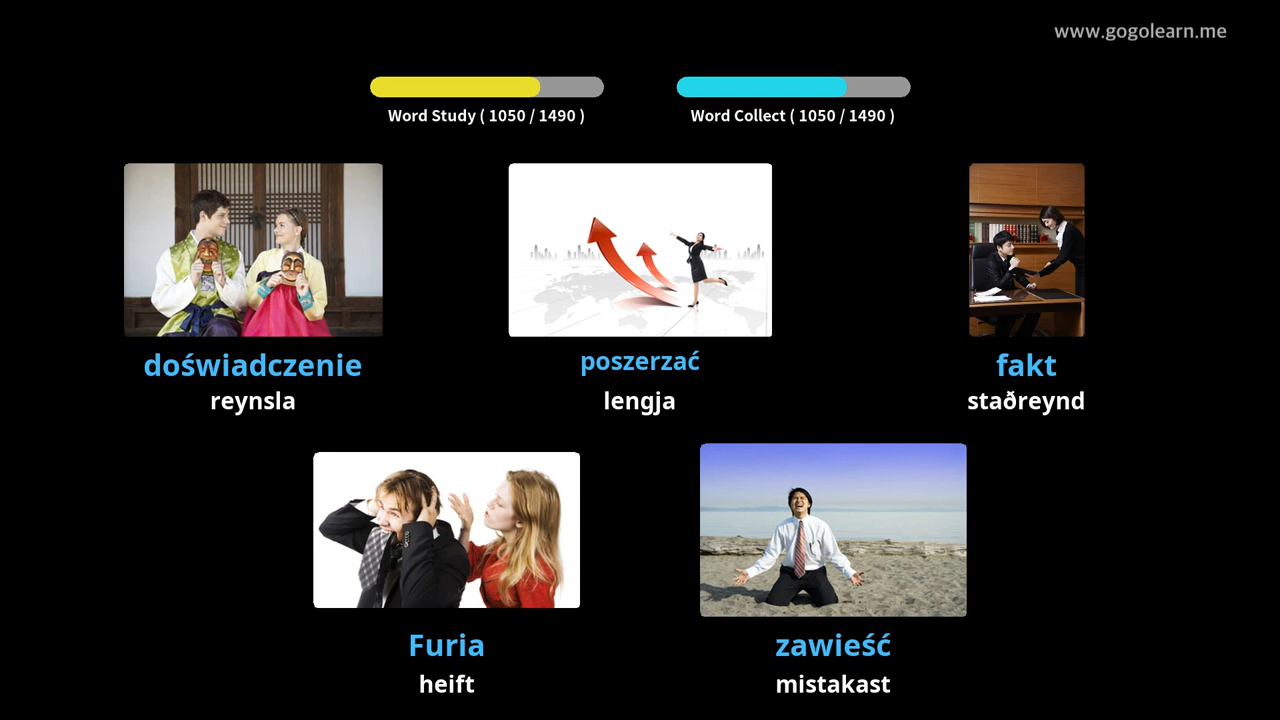 www.gogolearn.me
Word Study ( 1050 / 1490 )
Word Collect ( 1050 / 1490 )
doświadczenie
reynsla
poszerzać
lengja
fakt
staðreynd
Furia
heift
zawieść
mistakast